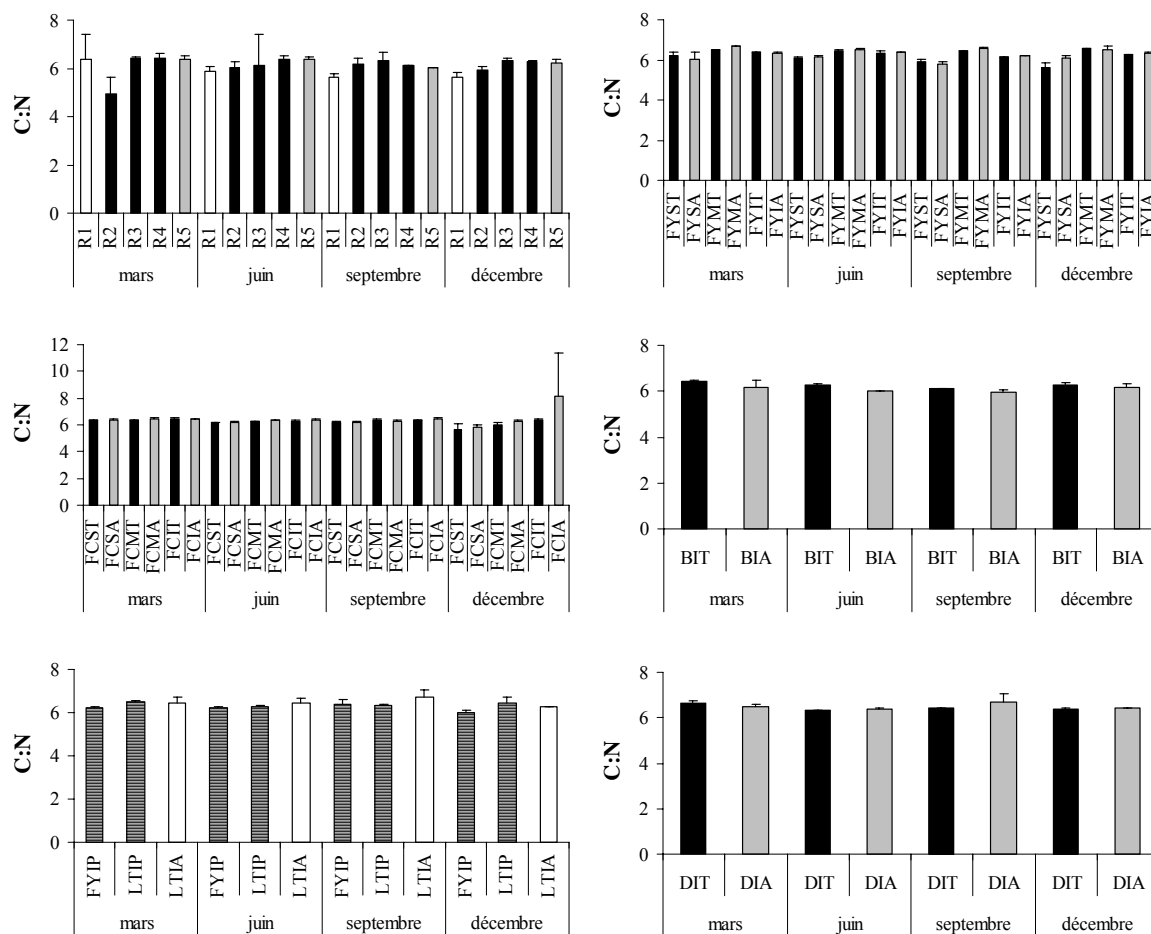 C:N
8
6
4
2
0
R1 R2 R3 R4 R5 R1 R2 R3 R4 R5 R1 R2 R3 R4 R5 R1 R2 R3 R4 R5
mars juin septembre décembre
C:N
8
6
4
2
0
FYST FYSA FYMT FYMA FYIT FYIA FYST FYSA FYMT FYMA FYIT FYIA FYST FYSA FYMT FYMA FYIT FYIA FYST FYSA FYMT FYMA FYIT FYIA
mars juin septembre décembre
C:N
12
10
8
6
4
2
0
FCST FCSA FCMT FCMA FCIT FCIA FCST FCSA FCMT FCMA FCIT FCIA FCST FCSA FCMT FCMA FCIT FCIA FCST FCSA FCMT FCMA FCIT FCIA
mars juin septembre décembre
C:N
8
6
4
2
0
BIT BIA BIT BIA BIT BIA BIT BIA
mars juin septembre décembre
C:N
8
6
4
2
0
FYIP LTIP LTIA FYIP LTIP LTIA FYIP LTIP LTIA FYIP LTIP LTIA
mars juin septembre décembre
C:N
8
6
4
2
0
DIT DIA DIT DIA DIT DIA DIT DIA
mars juin septembre décembre